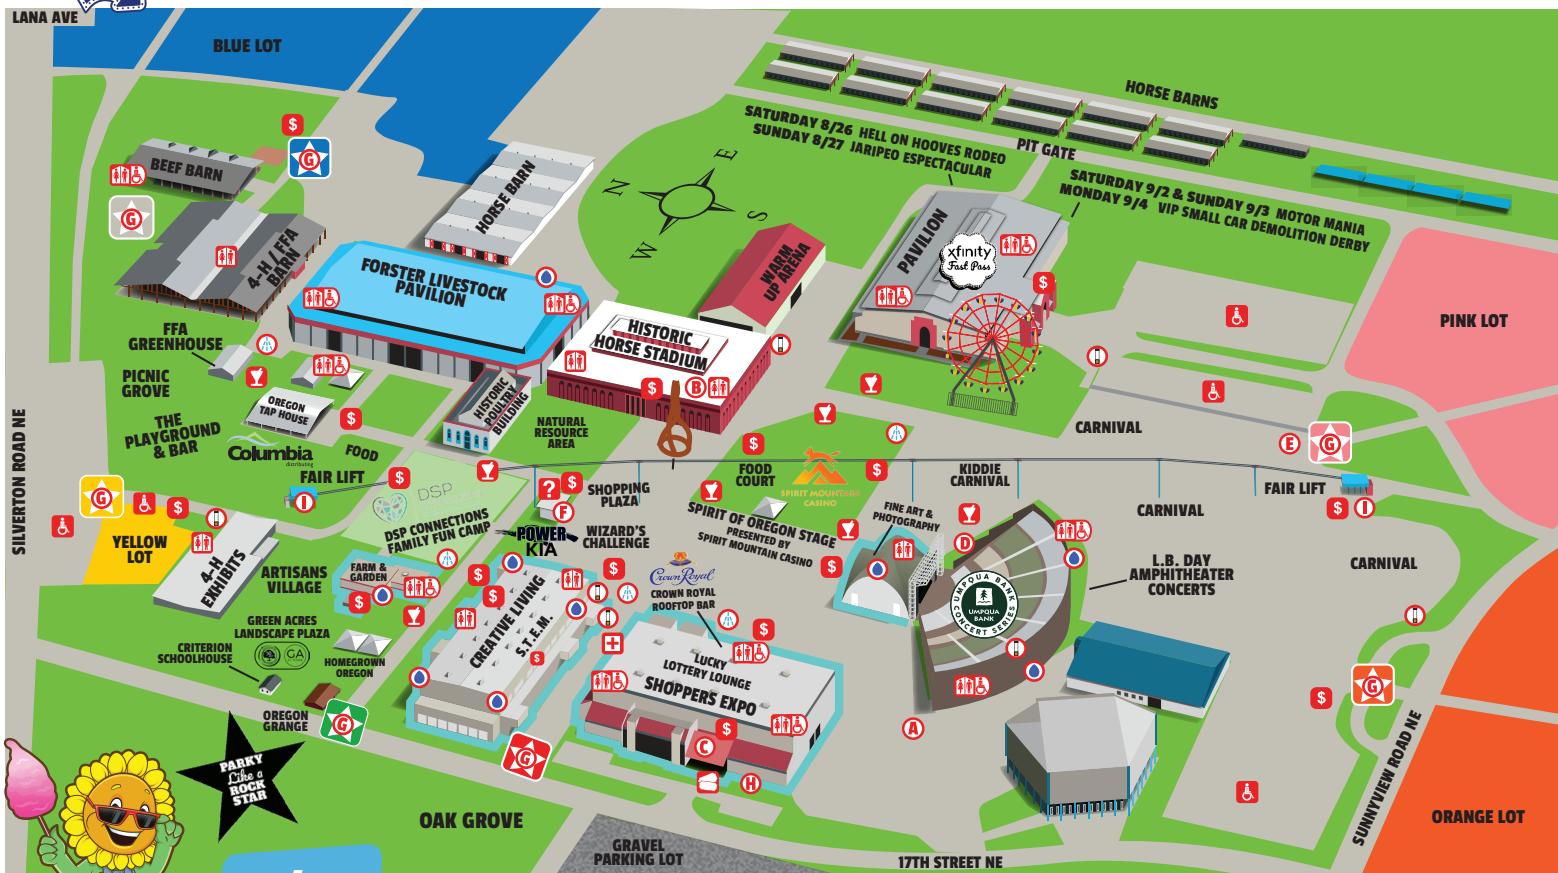 LANA AVE
BLUE LOT
HORSE BARNS
SATURDAY 8/26 HELL ON HOOVES RODEO
SUNDAY 8/27 JARIPEO ESPECTACULAR
PIT GATE
SATURDAY 9/2 & SUNDAY 9/3 MOTOR MANIA
MONDAY 9/4 VIP SMALL CAR DEMOLITION DERBY
$
G
BEEF BARN
HORSE BARN
N
E
S
W
G
4-H / FFA
BARN
FORSTER LIVESTOCK
PAVILION
WARM
UP ARENA
PAVILION
xfinity
Fast Pass
$
PINK LOT
FFA
GREENHOUSE
HISTORIC
HORSE STADIUM
$
B
PICNIC
GROVE
OREGON
TAP HOUSE
$
HISTORIC
POULTRY
BUILDING
NATURAL
RESOURCE
AREA
THE
PLAYGROUND
& BAR
Columbia
distributing
FOOD
CARNIVAL
E
G
$
FAIR LIFT
$
I
DSP
DSP CONNECTIONS
FAMILY FUN CAMP
?
$
F
SHOPPING
PLAZA
FOOD
COURT
SPIRIT MOUNTAIN
CASINO
$
KIDDIE
CARNIVAL
FAIR LIFT
$
I
SILVERTON ROAD NE
G
$
YELLOW
LOT
4-H
EXHIBITS
POWER
KIA
WIZARD'S
CHALLENGE
SPIRIT OF OREGON STAGE
PRESENTED BY
SPIRIT MOUNTAIN CASINO
FINE ART &
PHOTOGRAPHY
D
CARNIVAL
CARNIVAL
ARTISANS
VILLAGE
FARM &
GARDEN
$
$
$
$
CREATIVE LIVING
S.T.E.M.
$
Crown Royal
CROWN ROYAL
ROOFTOP BAR
$
$
UMPQUA BANK
CONCERT SERIES
UMPQUA
BANK
L.B. DAY
AMPHITHEATER
CONCERTS
GREEN ACRES
LANDSCAPE PLAZA
GA
CRITERION
SCHOOLHOUSE
HOMEGROWN
OREGON
LUCKY
LOTTERY LOUNGE
SHOPPERS EXPO
$
C
H
A
$
G
OREGON
GRANGE
G
G
PARKY
Like a
ROCK
STAR
OAK GROVE
GRAVEL
PARKING LOT
17TH STREET NE
SUNNYVIEW ROAD NE
ORANGE LOT